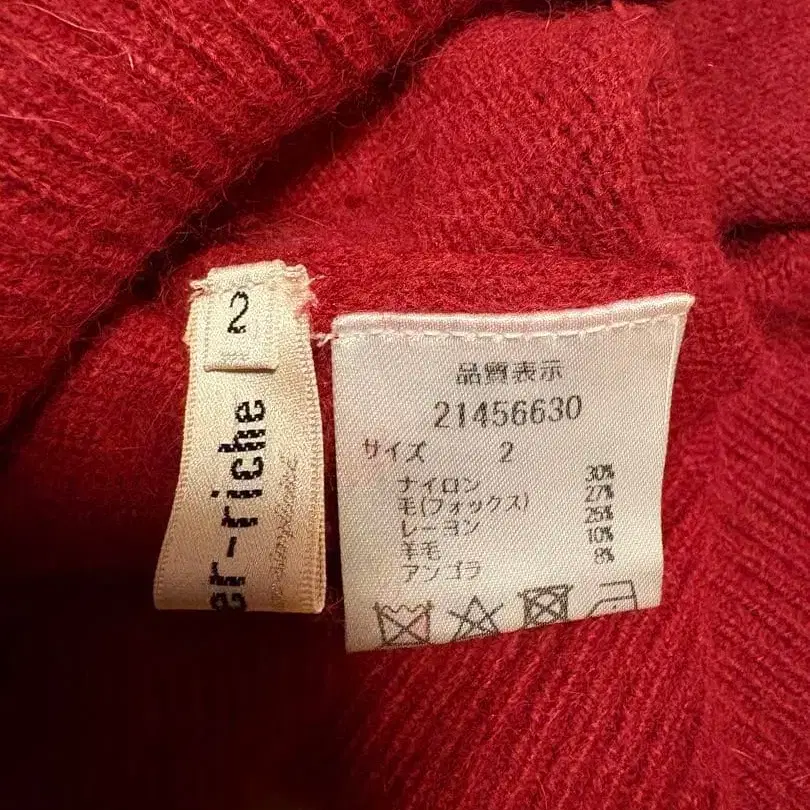 2
er-riche
品質表示
21456630
サイズ 2
ナイロン 30%
毛(フォックス) 27%
レーヨン 25%
羊毛 10%
アンゴラ 8%